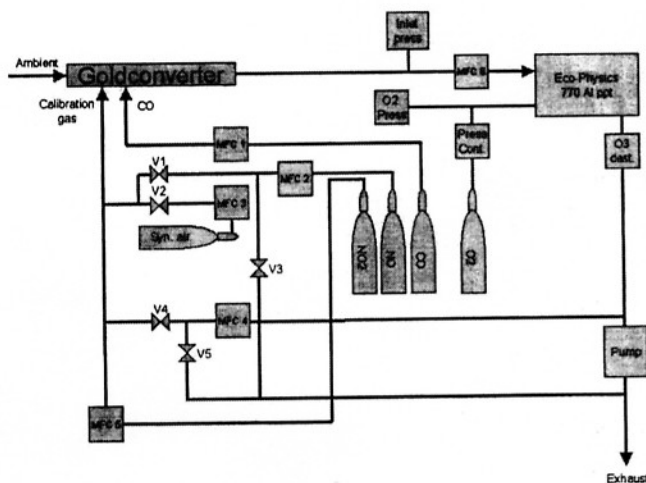 Inlet
press
Ambient
Goldconverter
MFC 6
Eco-Physics
770 Al ppt
Calibration
gas
CO
O2
Press
Press
Cont.
O3
dest.
MFC 1
V1
MFC 2
V2
MFC 3
Syn. air
NO2
NO
CO
O2
V3
V4
MFC 4
V5
Pump
MFC 5
Exhaust